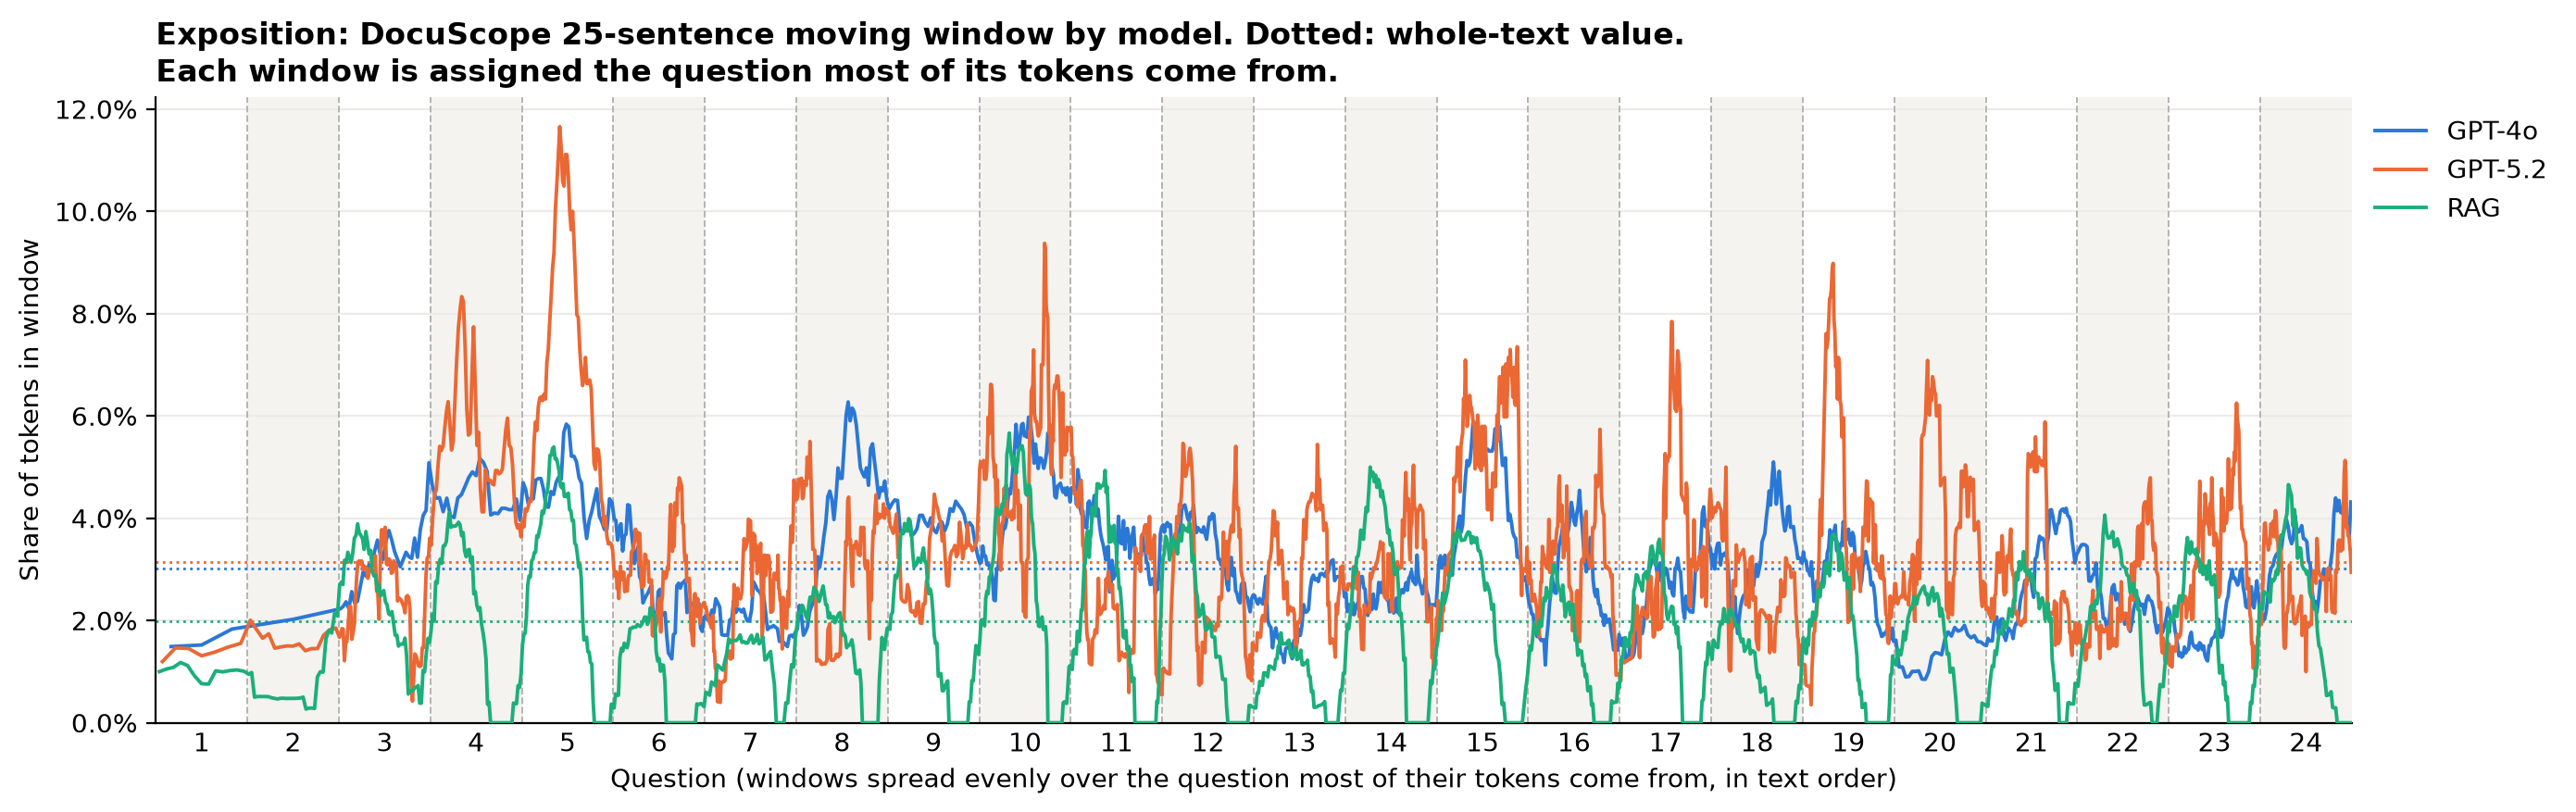 Exposition: DocuScope 25-sentence moving window by model. Dotted: whole-text value.
Each window is assigned the question most of its tokens come from.
12.0%
10.0%
8.0%
6.0%
4.0%
2.0%
0.0%
Share of tokens in window
GPT-4o
GPT-5.2
RAG
1 2 3 4 5 6 7 8 9 10 11 12 13 14 15 16 17 18 19 20 21 22 23 24
Question (windows spread evenly over the question most of their tokens come from, in text order)